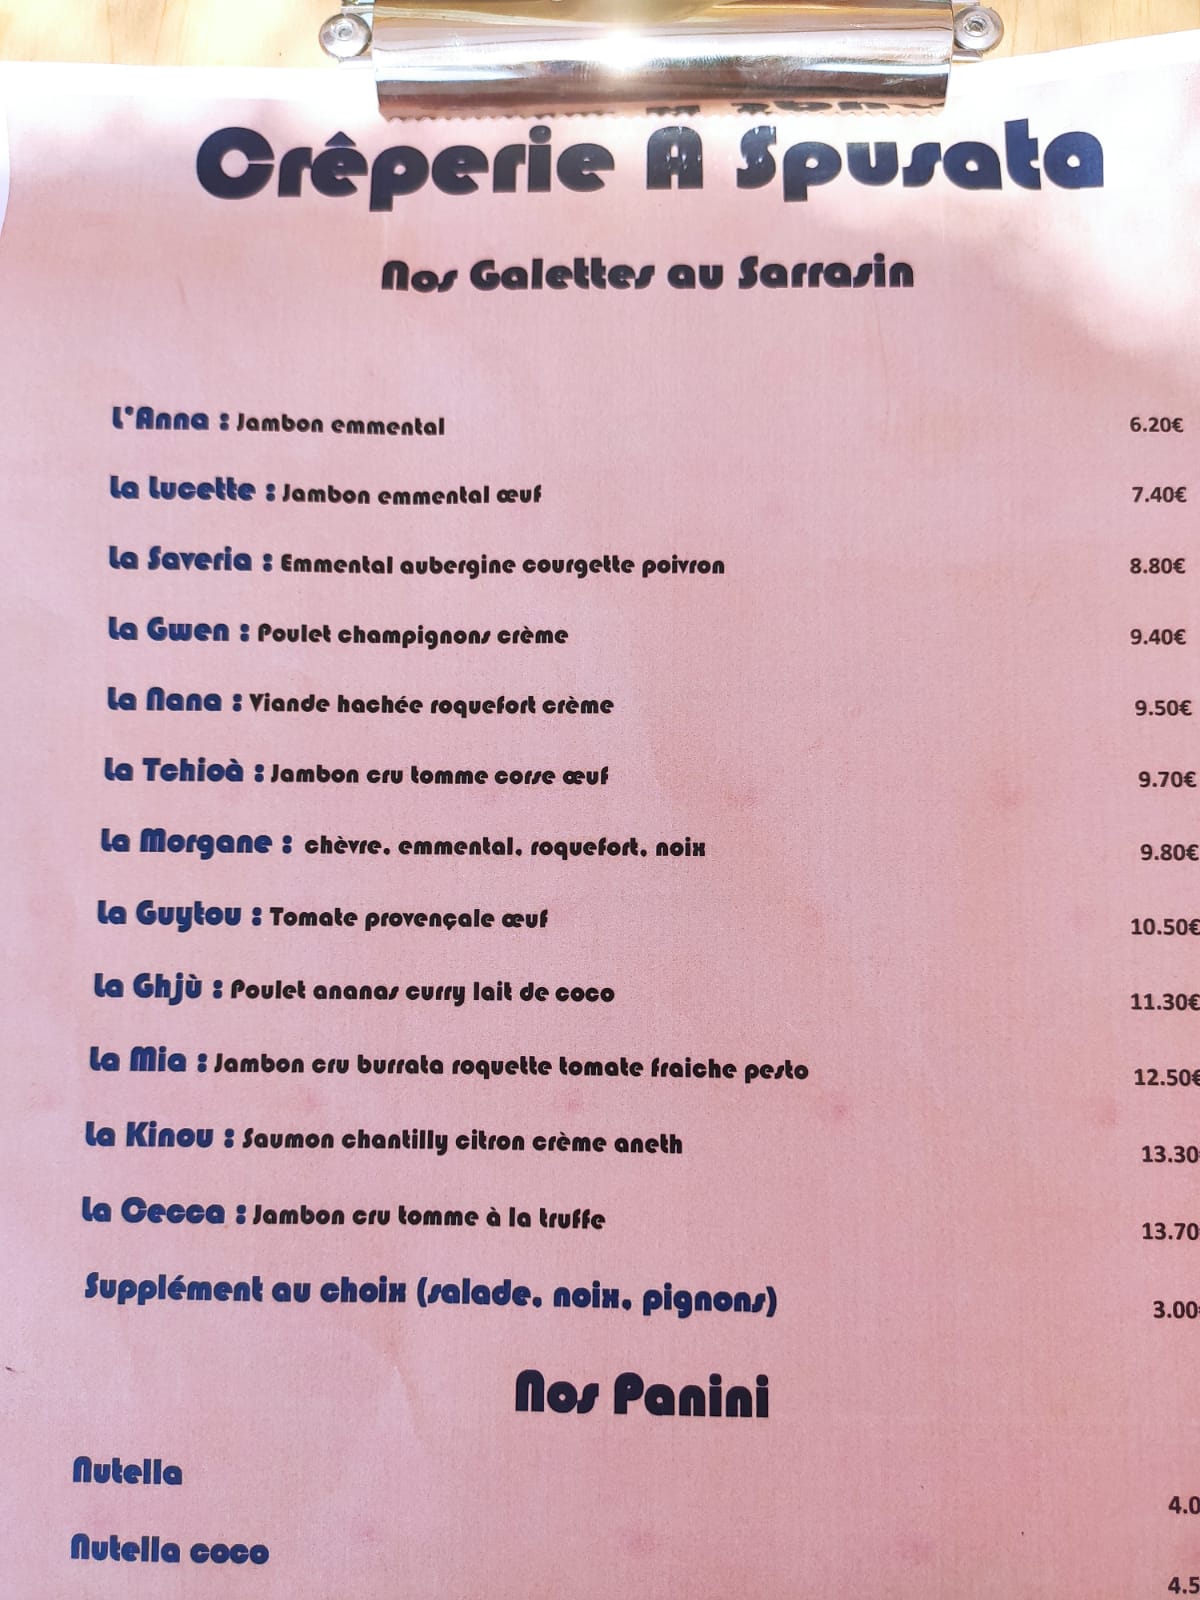 Crêperie A Spusata
Nos Galettes au Sarrasin
L'Anna : Jambon emmental 6.20€
La Lucette : Jambon emmental œuf 7.40€
La Saveria : Emmental aubergine courgette poivron 8.80€
La Gwen : Poulet champignons crème 9.40€
La Nana : Viande hachée roquefort crème 9.50€
La Tchioà : Jambon cru tomme corse œuf 9.70€
La Morgane : chèvre, emmental, roquefort, noix 9.80€
La Guytou : Tomate provençale œuf 10.50€
La Ghjù : Poulet ananas curry lait de coco 11.30€
La Mia : Jambon cru burrata roquette tomate fraiche pesto 12.50€
La Kinou : Saumon chantilly citron crème aneth 13.30
La Cecca : Jambon cru tomme à la truffe 13.70
Supplément au choix (salade, noix, pignons) 3.00€
Nos Panini
Nutella 4.0
Nutella coco 4.5